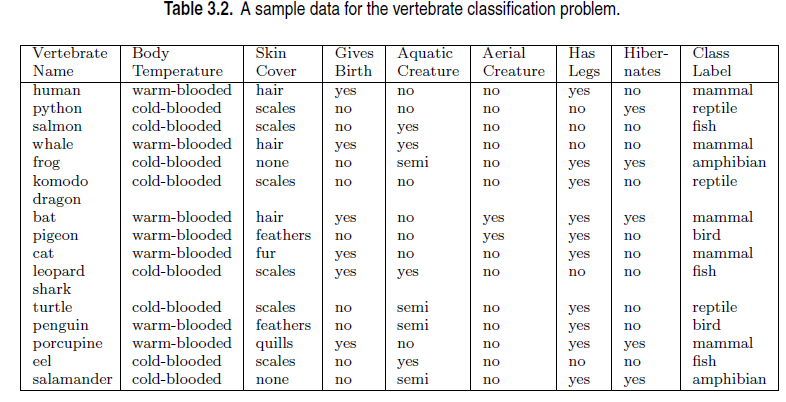 Table 3.2. A sample data for the vertebrate classification problem.
Vertebrate Body Skin Gives Aquatic Aerial Has Hiber- Class
Name Temperature Cover Birth Creature Creature Legs nates Label
human warm-blooded hair yes no no yes no mammal
python cold-blooded scales no no no no yes reptile
salmon cold-blooded scales no yes no no no fish
whale warm-blooded hair yes yes no no no mammal
frog cold-blooded none no semi no yes yes amphibian
komodo cold-blooded scales no no no yes no reptile
dragon
bat warm-blooded hair yes no yes yes yes mammal
pigeon warm-blooded feathers no no yes yes no bird
cat warm-blooded fur yes no no yes no mammal
leopard cold-blooded scales yes yes no no no fish
shark
turtle cold-blooded scales no semi no yes no reptile
penguin warm-blooded feathers no semi no yes no bird
porcupine warm-blooded quills yes no no yes yes mammal
eel cold-blooded scales no yes no no no fish
salamander cold-blooded none no semi no yes yes amphibian